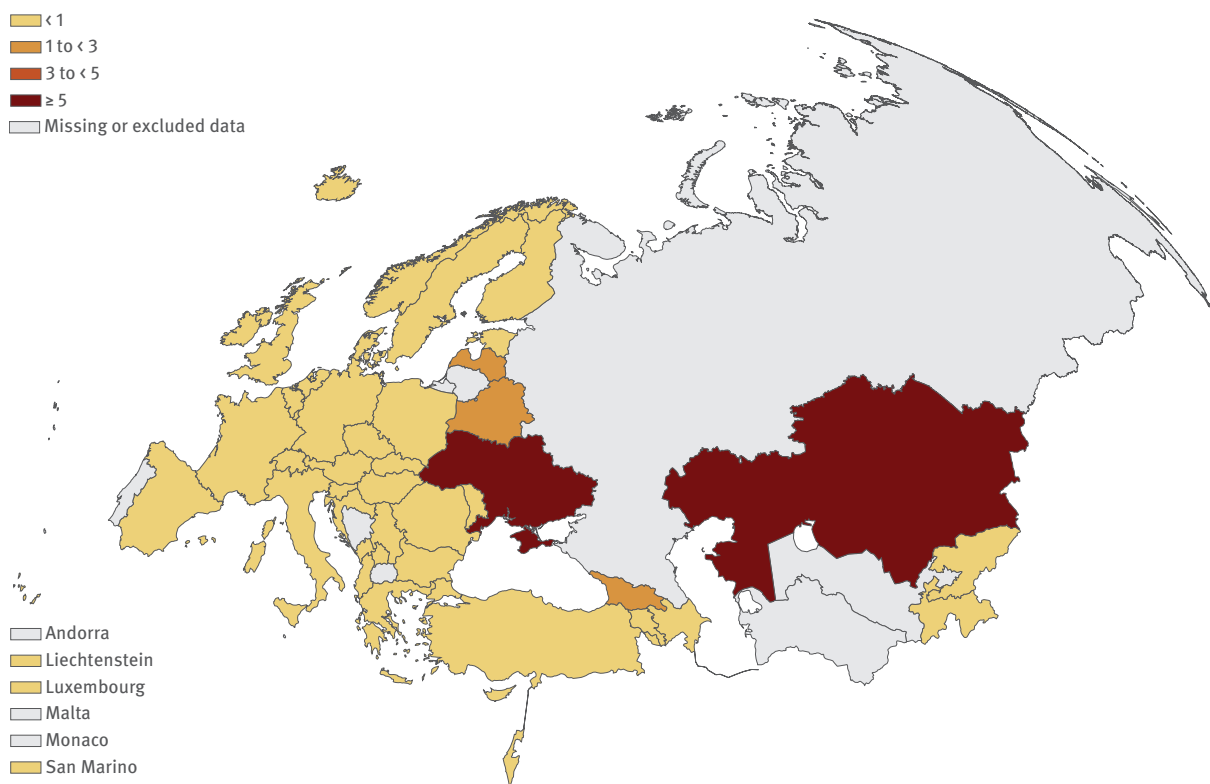 < 1
1 to < 3
3 to < 5
≥ 5
Missing or excluded data
Andorra
Liechtenstein
Luxembourg
Malta
Monaco
San Marino